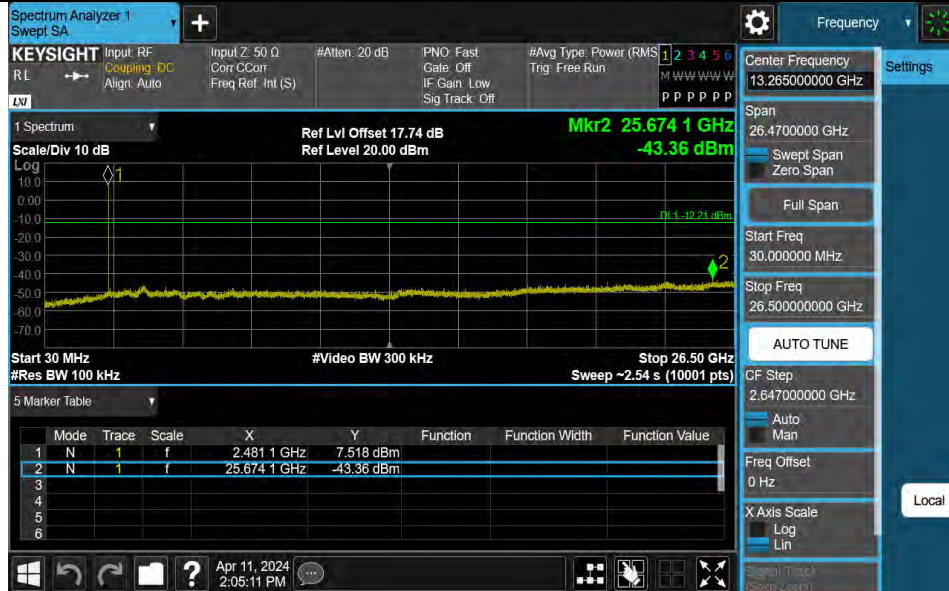 Spectrum Analyzer 1
Swept SA
+
Frequency
KEYSIGHT
RL
LXI
Input: RF
Coupling: DC
Align: Auto
Input Z: 50 Ω
Corr CCorr
Freq Ref: Int (S)
#Atten: 20 dB
PNO: Fast
Gate: Off
IF Gain: Low
Sig Track: Off
#Avg Type: Power (RMS
Trig: Free Run
1 2 3 4 5 6
M W W W W W
P P P P P P
Center Frequency
13.265000000 GHz
Settings
1 Spectrum
Scale/Div 10 dB
Ref Lvl Offset 17.74 dB
Ref Level 20.00 dBm
Mkr2 25.674 1 GHz
-43.36 dBm
Span
26.4700000 GHz
Swept Span
Zero Span
Full Span
Log
10.0
0.00
-10.0
-20.0
-30.0
-40.0
-50.0
-60.0
-70.0
1
DL1 -12.21 dBm
2
Start Freq
30.000000 MHz
Stop Freq
26.500000000 GHz
AUTO TUNE
Start 30 MHz
#Video BW 300 kHz
Stop 26.50 GHz
#Res BW 100 kHz
Sweep ~2.54 s (10001 pts)
CF Step
2.647000000 GHz
Auto
Man
5 Marker Table
Mode Trace Scale X Y Function Function Width Function Value
1 N 1 f 2.481 1 GHz 7.518 dBm
2 N 1 f 25.674 1 GHz -43.36 dBm
3
4
5
6
Freq Offset
0 Hz
X Axis Scale
Log
Lin
Local
Signal Track
(Span Zoom)
?
Apr 11, 2024
2:05:11 PM